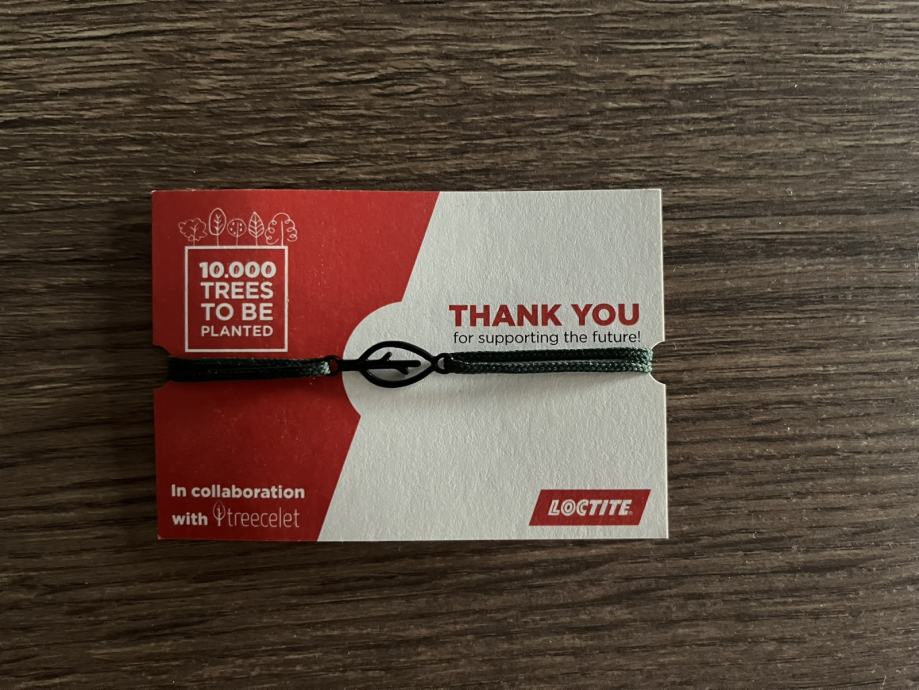 10.000
TREES
TO BE
PLANTED
THANK YOU
for supporting the future!
In collaboration
with treecelet
LOCTITE